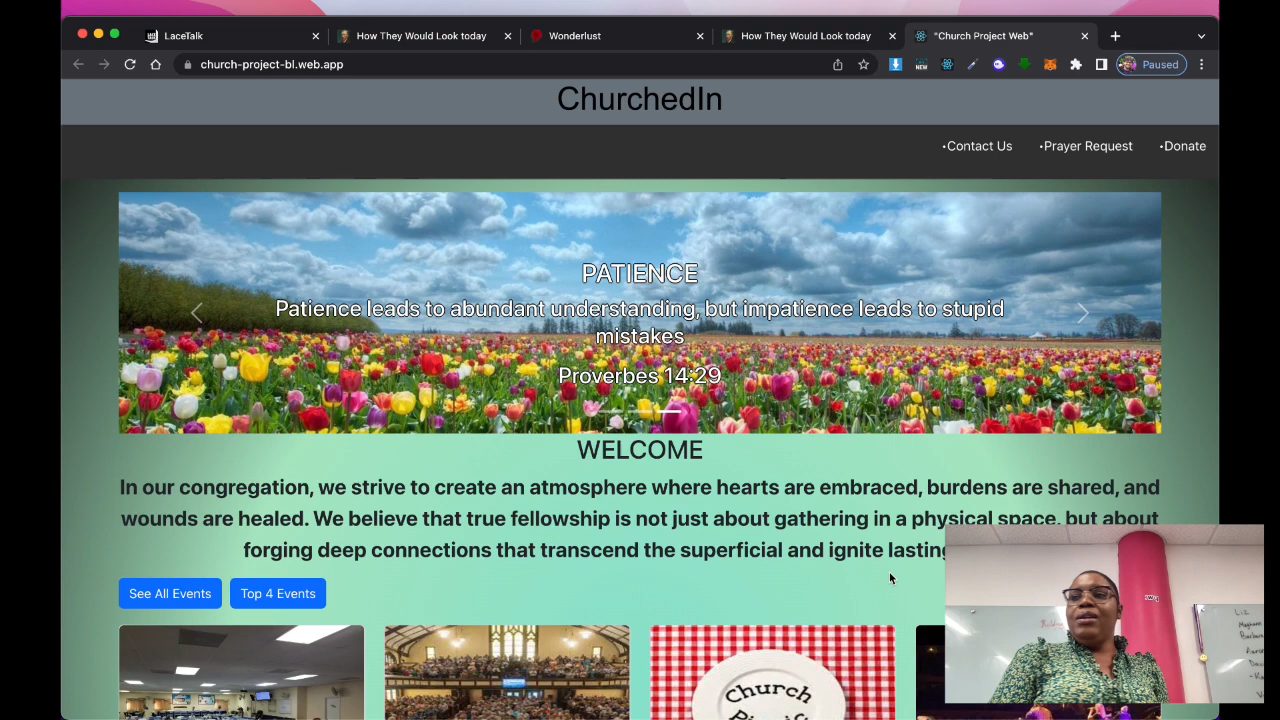 LaceTalk
How They Would Look today
Wonderlust
How They Would Look today
"Church Project Web"
church-project-bl.web.app
NEW
Paused
ChurchedIn
•Contact Us •Prayer Request •Donate
PATIENCE
Patience leads to abundant understanding, but impatience leads to stupid
mistakes
Proverbes 14:29
WELCOME
In our congregation, we strive to create an atmosphere where hearts are embraced, burdens are shared, and
wounds are healed. We believe that true fellowship is not just about gathering in a physical space, but about
forging deep connections that transcend the superficial and ignite lasting
See All Events Top 4 Events
Church